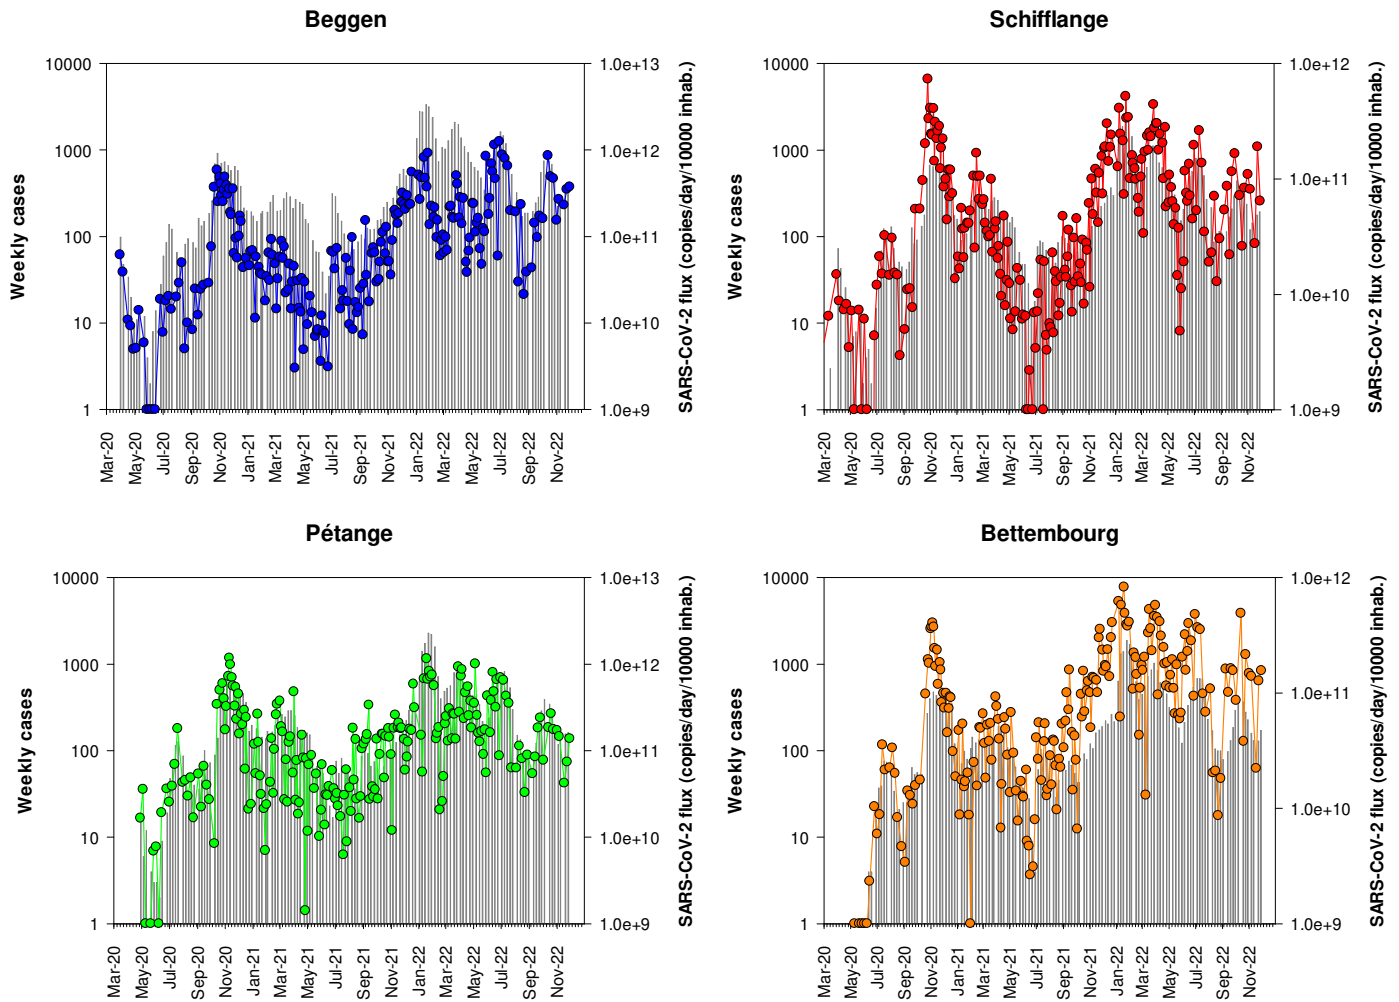 Beggen
Weekly cases
10000
1000
100
10
1
1.0e+13
1.0e+12
1.0e+11
1.0e+10
1.0e+9
SARS-CoV-2 flux (copies/day/10000 inhab.)
Mar-20
May-20
Jul-20
Sep-20
Nov-20
Jan-21
Mar-21
May-21
Jul-21
Sep-21
Nov-21
Jan-22
Mar-22
May-22
Jul-22
Sep-22
Nov-22
Schifflange
Weekly cases
10000
1000
100
10
1
1.0e+12
1.0e+11
1.0e+10
1.0e+9
SARS-CoV-2 flux (copies/day/10000 inhab.)
Mar-20
May-20
Jul-20
Sep-20
Nov-20
Jan-21
Mar-21
May-21
Jul-21
Sep-21
Nov-21
Jan-22
Mar-22
May-22
Jul-22
Sep-22
Nov-22
Pétange
Weekly cases
10000
1000
100
10
1
1.0e+13
1.0e+12
1.0e+11
1.0e+10
1.0e+9
SARS-CoV-2 flux (copies/day/10000 inhab.)
Mar-20
May-20
Jul-20
Sep-20
Nov-20
Jan-21
Mar-21
May-21
Jul-21
Sep-21
Nov-21
Jan-22
Mar-22
May-22
Jul-22
Sep-22
Nov-22
Bettembourg
Weekly cases
10000
1000
100
10
1
1.0e+12
1.0e+11
1.0e+10
1.0e+9
SARS-CoV-2 flux (copies/day/10000 inhab.)
Mar-20
May-20
Jul-20
Sep-20
Nov-20
Jan-21
Mar-21
May-21
Jul-21
Sep-21
Nov-21
Jan-22
Mar-22
May-22
Jul-22
Sep-22
Nov-22